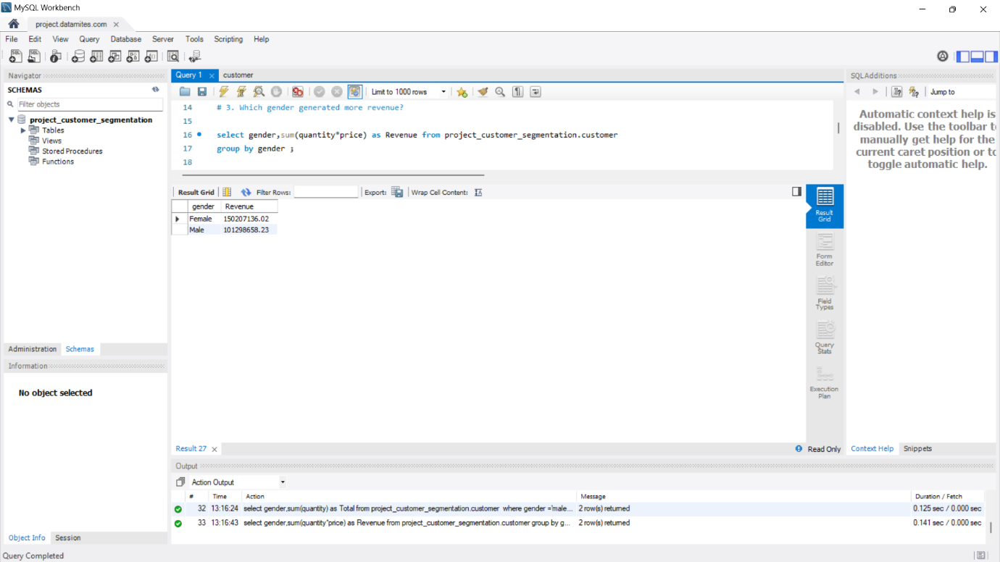 MySQL Workbench
project.datamites.com
File Edit View Query Database Server Tools Scripting Help
Navigator
SCHEMAS
Filter objects
project_customer_segmentation
Tables
Views
Stored Procedures
Functions
Administration Schemas
Information
No object selected
Object Info Session
Query 1 customer
Limit to 1000 rows
14 # 3. Which gender generated more revenue?
15
16 select gender,sum(quantity*price) as Revenue from project_customer_segmentation.customer
17 group by gender ;
18
Result Grid Filter Rows: Export: Wrap Cell Content:
gender Revenue
Female 150207136.02
Male 101298658.23
Result
Grid
Form
Editor
Field
Types
Query
Stats
Execution
Plan
Result 27 Read Only
SQLAdditions
Jump to
Automatic context help is
disabled. Use the toolbar t
manually get help for the
current caret position or to
toggle automatic help.
Context Help Snippets
Output
Action Output
# Time Action Message Duration / Fetch
32 13:16:24 select gender,sum(quantity) as Total from project_customer_segmentation.customer where gender ='male... 2 row(s) returned 0.125 sec / 0.000 sec
33 13:16:43 select gender,sum(quantity*price) as Revenue from project_customer_segmentation.customer group by g... 2 row(s) returned 0.141 sec / 0.000 sec
Query Completed